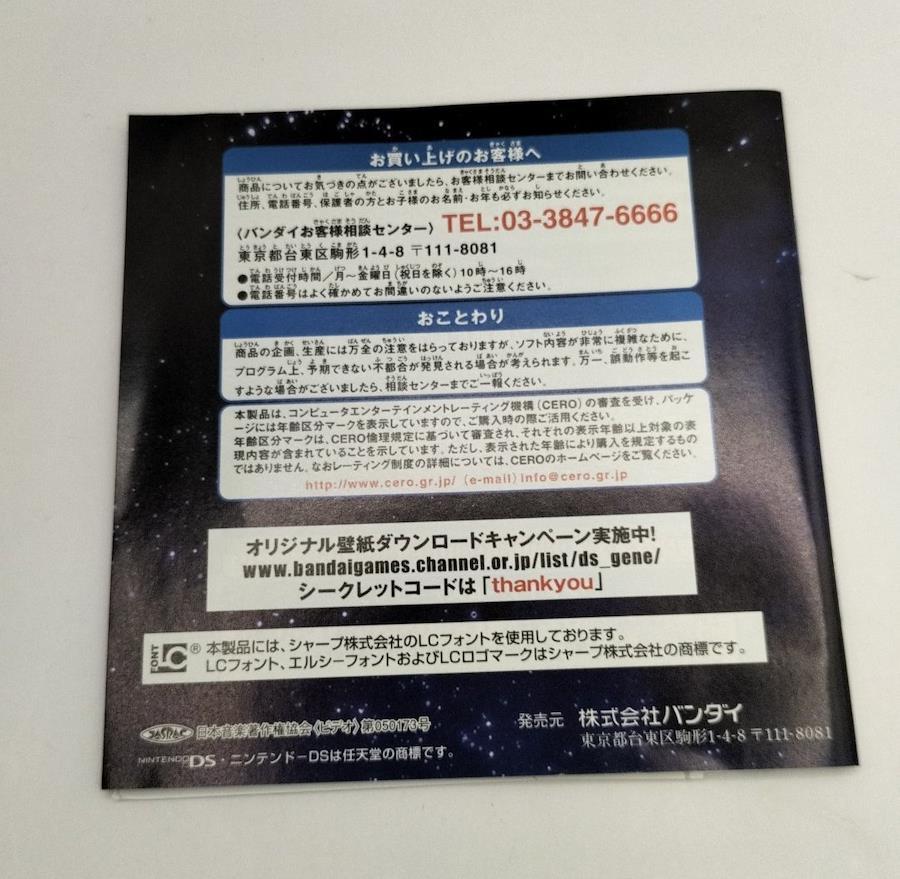 お買い上げのお客様へ
商品についてお気づきの点がございましたら、お客様相談センターまでお問い合わせください。
住所、電話番号、保護者の方とお子様のお名前・お年も必ずお知らせください。
〈バンダイお客様相談センター〉 TEL:03-3847-6666
東京都台東区駒形1-4-8 〒111-8081
●電話受付時間/月〜金曜日(祝日を除く)10時〜16時
●電話番号はよく確かめてお間違いのないようご注意ください。
おことわり
商品の企画、生産には万全の注意をはらっておりますが、ソフト内容が非常に複雑なために、
プログラム上、予期できない不都合が発見される場合が考えられます。万一、誤動作等を起こ
すような場合がございましたら、相談センターまでご一報ください。
本製品は、コンピュータエンターテインメントレーティング機構(CERO)の審査を受け、パッケ
ージには年齢区分マークを表示していますので、ご購入時の際ご活用ください。
年齢区分マークは、CERO倫理規定に基づいて審査され、それぞれの表示年齢以上対象の表
現内容が含まれていることを示しています。ただし、表示された年齢により購入を規定するもの
ではありません。なおレーティング制度の詳細については、CEROのホームページをご覧ください。
http://www.cero.gr.jp/ (e-mail) info@cero.gr.jp
オリジナル壁紙ダウンロードキャンペーン実施中!
www.bandaigames.channel.or.jp/list/ds_gene/
シークレットコードは「thankyou」
FONT LC ® 本製品には、シャープ株式会社のLCフォントを使用しております。
LCフォント、エルシーフォントおよびLCロゴマークはシャープ株式会社の商標です。
JASRAC 日本音楽著作権協会〈ビデオ〉第050173号
NINTENDO DS・ニンテンドーDSは任天堂の商標です。
発売元 株式会社バンダイ
東京都台東区駒形1-4-8 〒111-8081